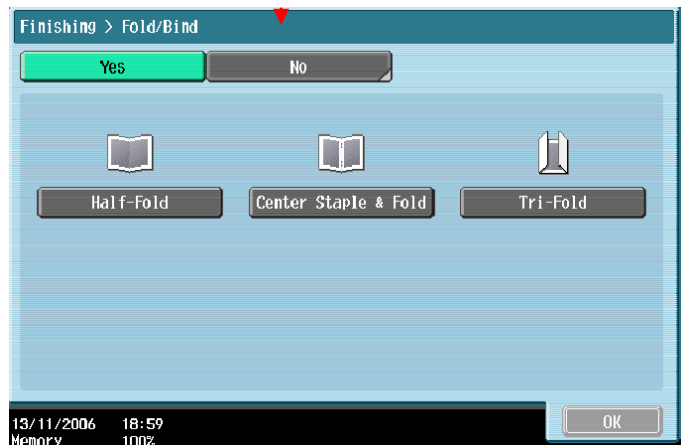 Finishing > Fold/Bind
Yes No
Half-Fold Center Staple & Fold Tri-Fold
13/11/2006 18:59
Memory 100%
OK